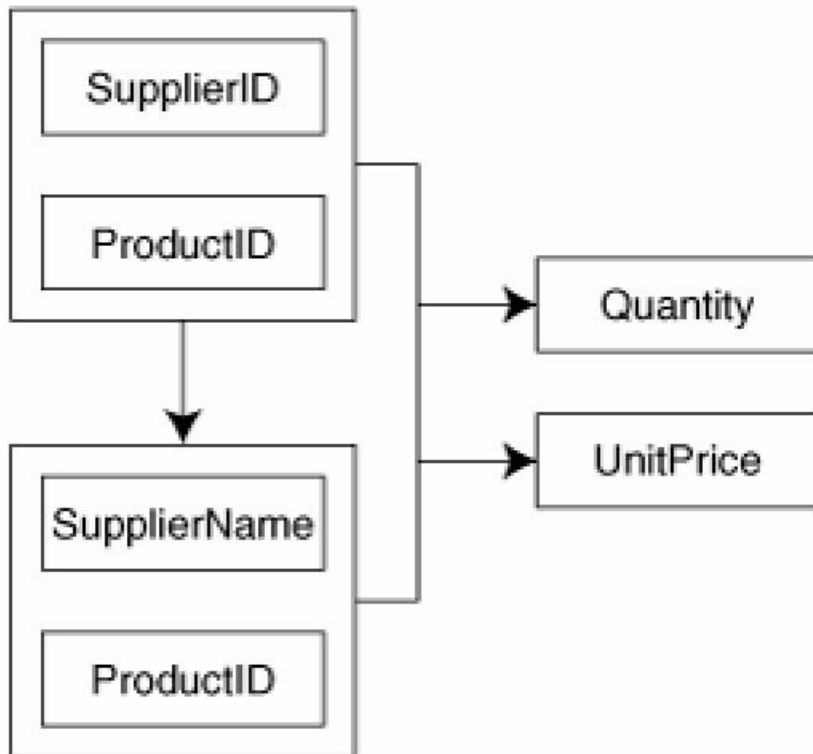 SupplierID
ProductID
Quantity
UnitPrice
SupplierName
ProductID